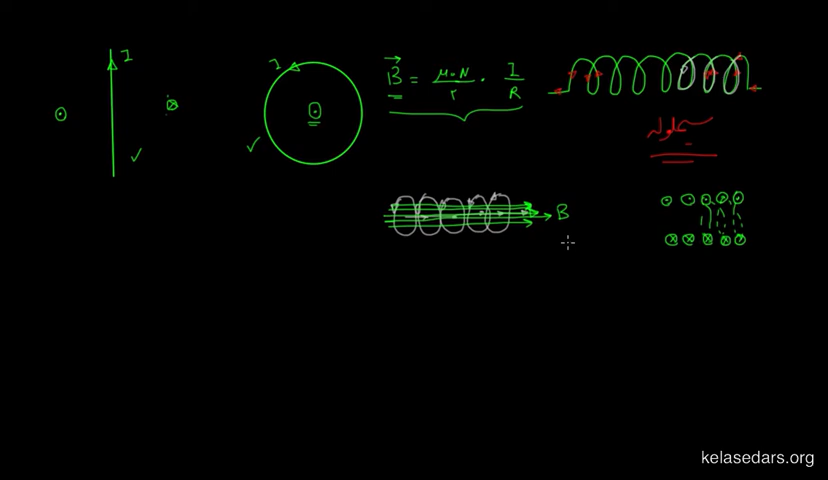 I
I
B = μ₀N/2 · I/R
سیملوله
B
kelasedars.org